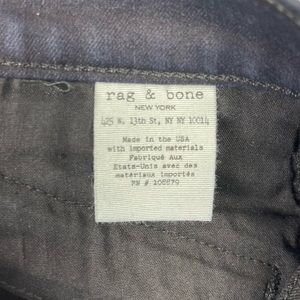 rag & bone
NEW YORK
425 W. 13th St, NY NY 10014
Made in the USA
with imported materials
Fabriqué Aux
Etats-Unis avec des
matériaux importés
RN # 108879